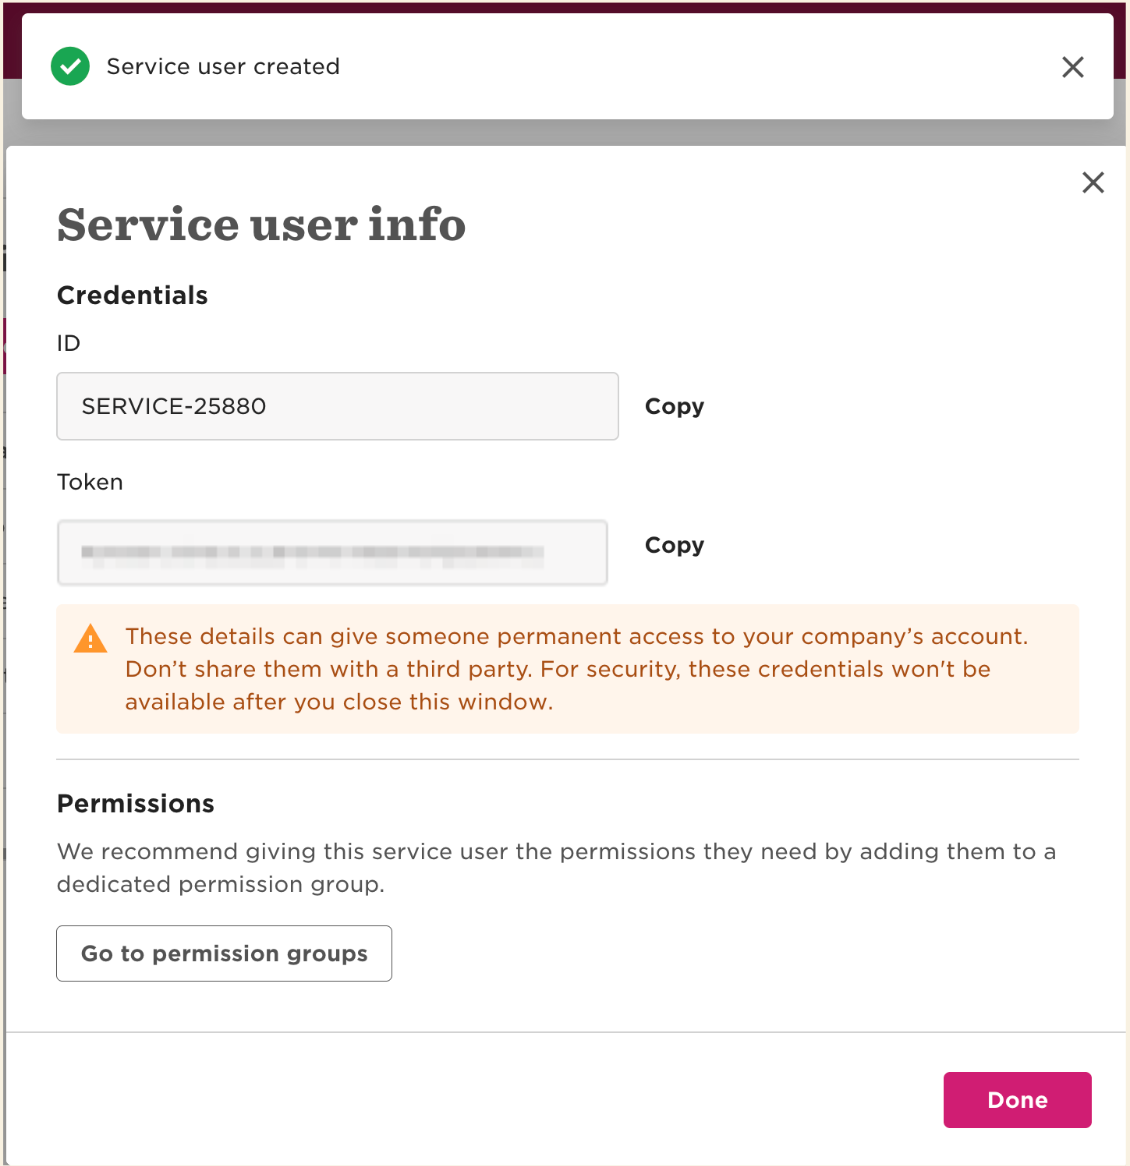 Service user created
Service user info
Credentials
ID
SERVICE-25880
Copy
Token
Copy
These details can give someone permanent access to your company’s account.
Don’t share them with a third party. For security, these credentials won't be
available after you close this window.
Permissions
We recommend giving this service user the permissions they need by adding them to a
dedicated permission group.
Go to permission groups
Done